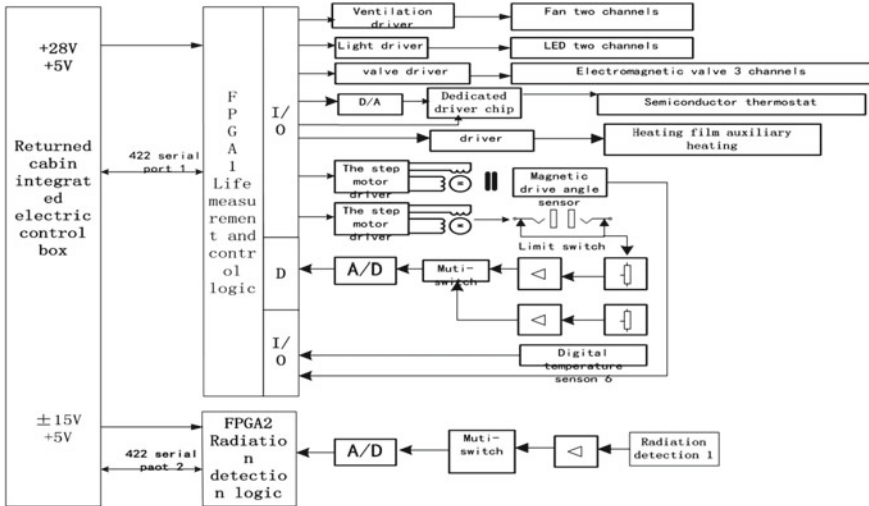 +28V
+5V
Returned
cabin
integrat
ed
electric
control
box
±15V
+5V
422 serial
port 1
422 serial
paot 2
F
P
G
A
1
Life
measu
remen
t and
contr
ol
logic
I/
O
D
I/
O
Ventilation
driver
Fan two channels
Light driver
LED two channels
valve driver
Electromagnetic valve 3 channels
D/A
Dedicated
driver chip
Semiconductor thermostat
driver
Heating film auxiliary
heating
The step
motor
driver
Magnetic
drive angle
sensor
The step
motor
driver
Limit switch
A/D
Muti-
switch
Digital
temperature
senson 6
FPGA2
Radiatio
n
detectio
n logic
A/D
Muti-
switch
Radiation
detection 1